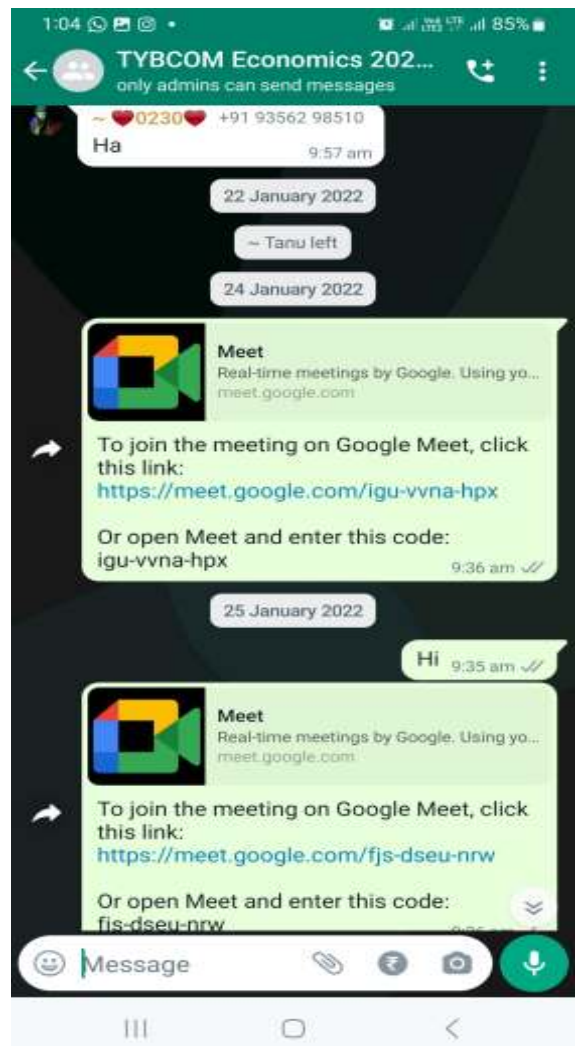 1:04
85%
TYBCOM Economics 202...
only admins can send messages
~ ❤0230❤ +91 93562 98510
Ha
9:57 am
22 January 2022
~ Tanu left
24 January 2022
Meet
Real-time meetings by Google. Using yo...
meet.google.com
To join the meeting on Google Meet, click
this link:
https://meet.google.com/igu-vvna-hpx
Or open Meet and enter this code:
igu-vvna-hpx
9:36 am
25 January 2022
Hi 9:35 am
Meet
Real-time meetings by Google. Using yo...
meet.google.com
To join the meeting on Google Meet, click
this link:
https://meet.google.com/fjs-dseu-nrw
Or open Meet and enter this code:
fjs-dseu-nrw
Message